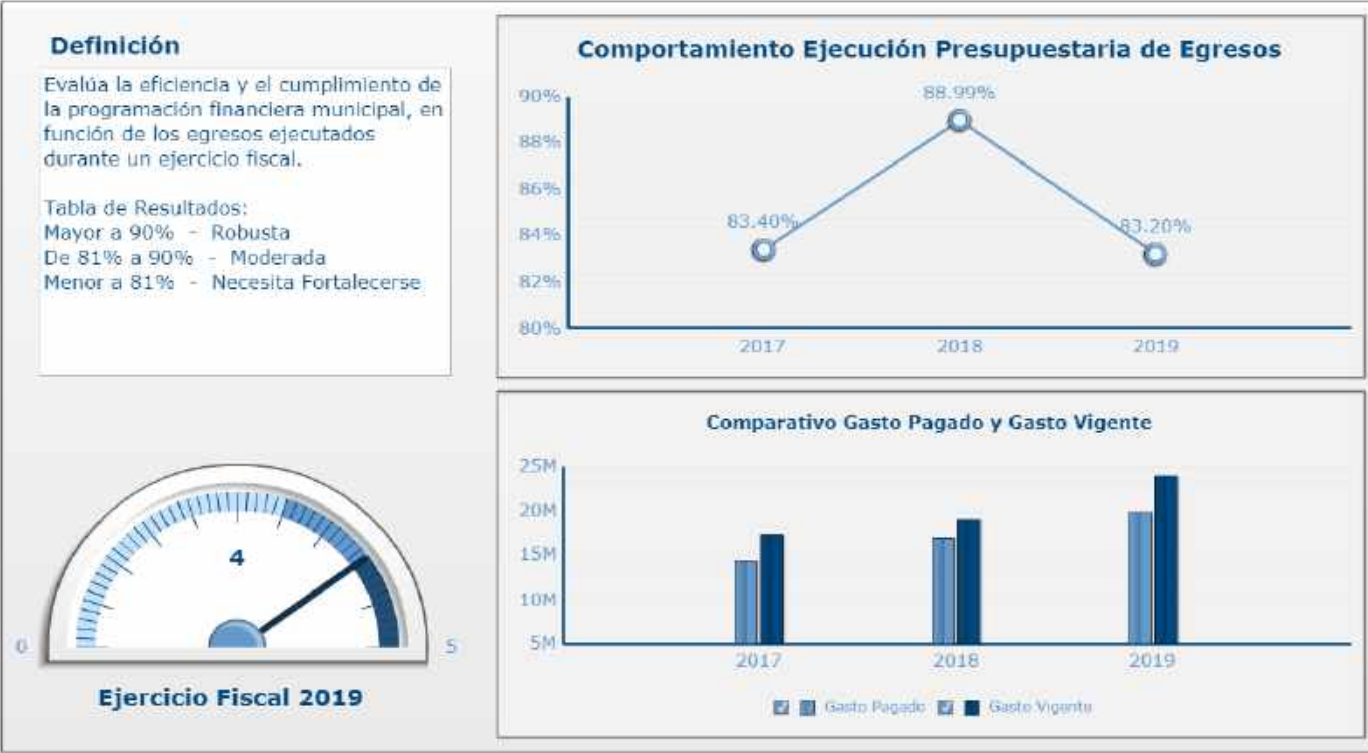 Definición
Evalúa la eficiencia y el cumplimiento de
la programación financiera municipal, en
función de los egresos ejecutados
durante un ejercicio fiscal.
Tabla de Resultados:
Mayor a 90% - Robusta
De 81% a 90% - Moderada
Menor a 81% - Necesita Fortalecerse
4
0
5
Ejercicio Fiscal 2019
Comportamiento Ejecución Presupuestaria de Egresos
90%
88%
86%
84%
82%
80%
83.40%
88.99%
83.20%
2017 2018 2019
Comparativo Gasto Pagado y Gasto Vigente
25M
20M
15M
10M
5M
2017 2018 2019
Gasto Pagado Gasto Vigente